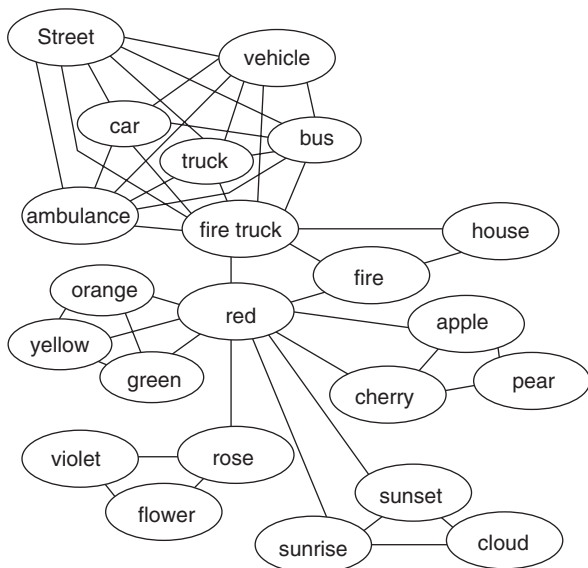 Street
vehicle
car
bus
truck
ambulance
fire truck
house
fire
orange
red
apple
yellow
green
cherry
pear
violet
rose
flower
sunset
sunrise
cloud